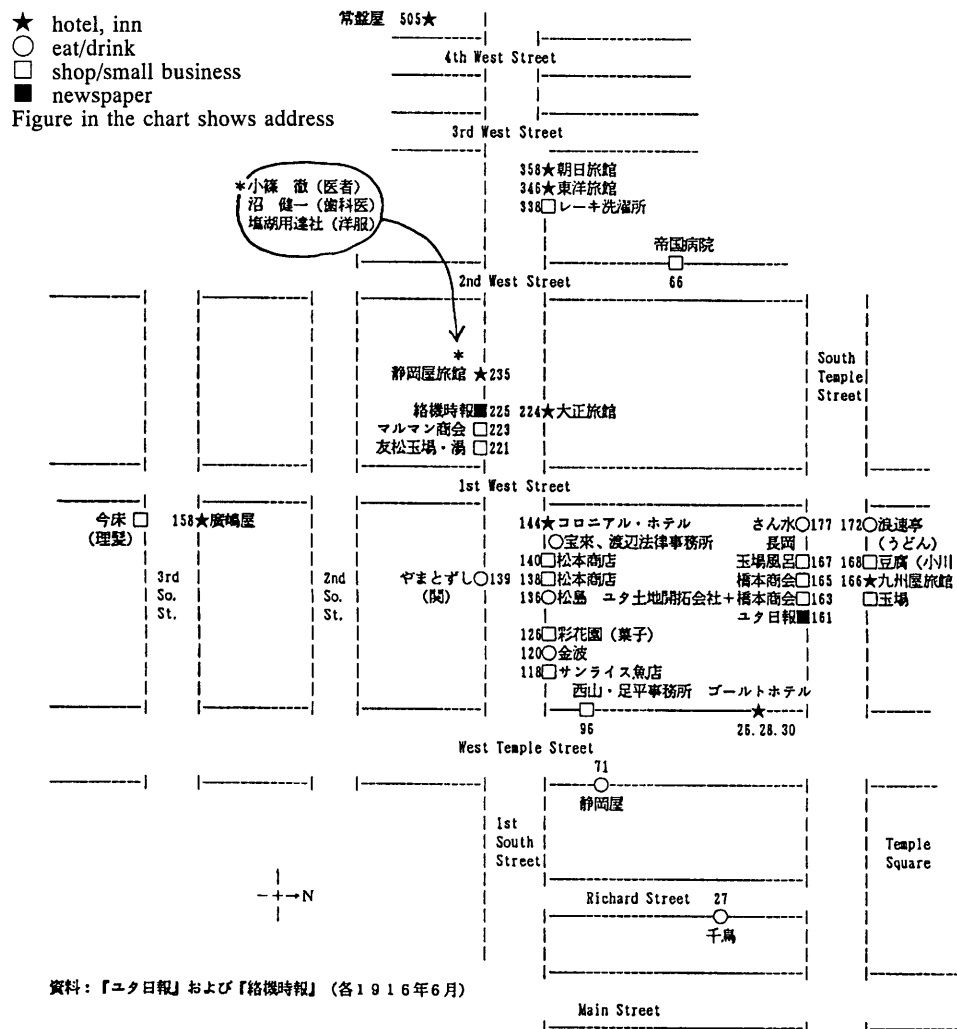 ★ hotel, inn
○ eat/drink
□ shop/small business
■ newspaper
Figure in the chart shows address
常盤屋 505★
4th West Street
3rd West Street
358★朝日旅館
346★東洋旅館
338□レーキ洗濯所
*小篠 徹(医者)
沼 健一(歯科医)
塩湖用達社(洋服)
帝国病院
66
2nd West Street
*
静岡屋旅館 ★235
South
Temple
Street
絡機時報■225 224★大正旅館
マルマン商会 □223
友松玉場・湯 □221
1st West Street
今床 □ 158★廣嶋屋
(理髪)
144★コロニアル・ホテル さん水○177 172○浪速亭
○宝来、渡辺法律事務所 長岡 (うどん)
140□松本商店 玉場風呂□167 168□豆腐(小川
3rd
So.
St.
2nd
So.
St.
やまとずし○139 138□松本商店 橋本商会□165 166★九州屋旅館
(関) 136○松島 ユタ土地開拓会社+橋本商会□163 □玉場
ユタ日報■161
126□彩花園(菓子)
120○金波
118□サンライス魚店
西山・足平事務所 ゴールトホテル
96 26.28.30
West Temple Street
71
静岡屋
1st
South
Street
Temple
Square
-+→N
Richard Street 27
千鳥
資料:『ユタ日報』および『絡機時報』(各1916年6月)
Main Street